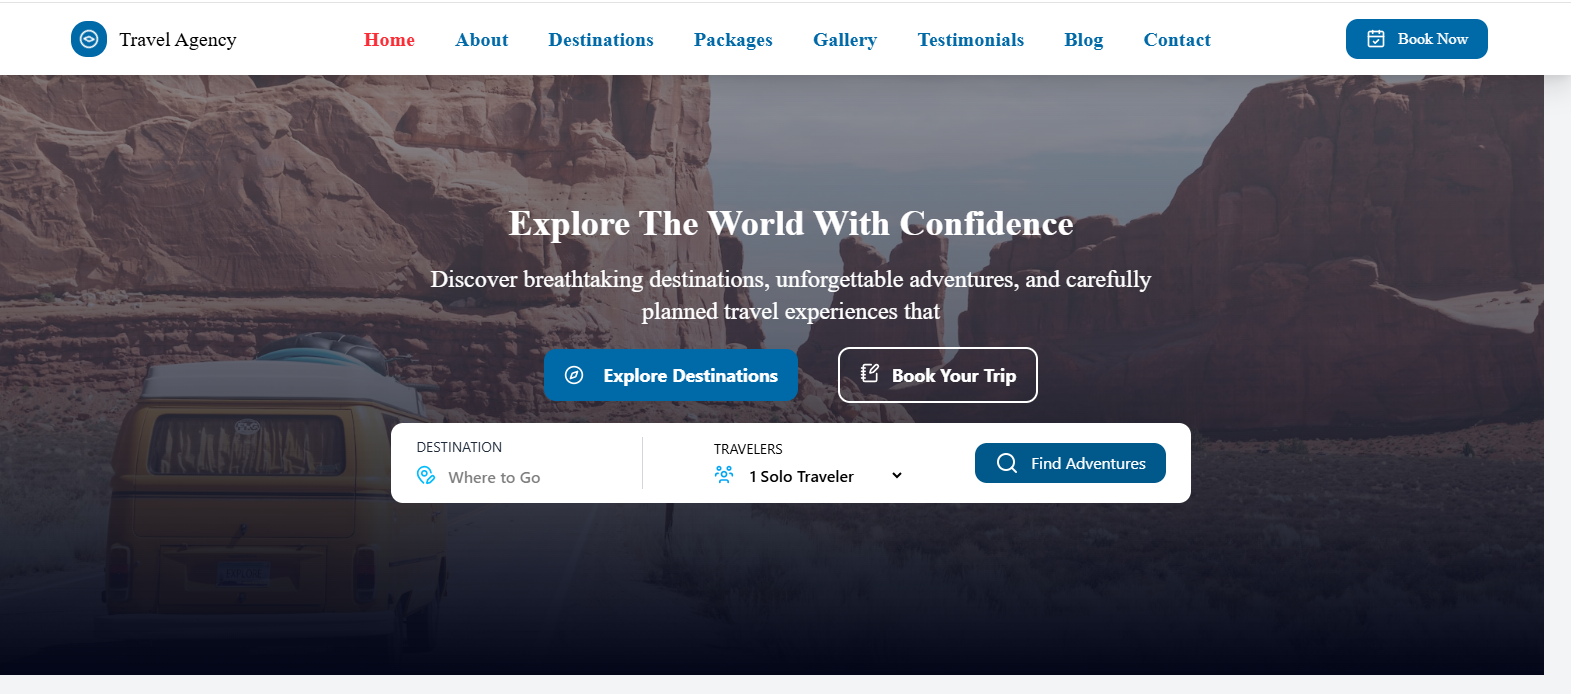 Travel Agency
Home
About
Destinations
Packages
Gallery
Testimonials
Blog
Contact
Book Now
Explore The World With Confidence
Discover breathtaking destinations, unforgettable adventures, and carefully
planned travel experiences that
Explore Destinations
Book Your Trip
DESTINATION
Where to Go
TRAVELERS
1 Solo Traveler
Find Adventures